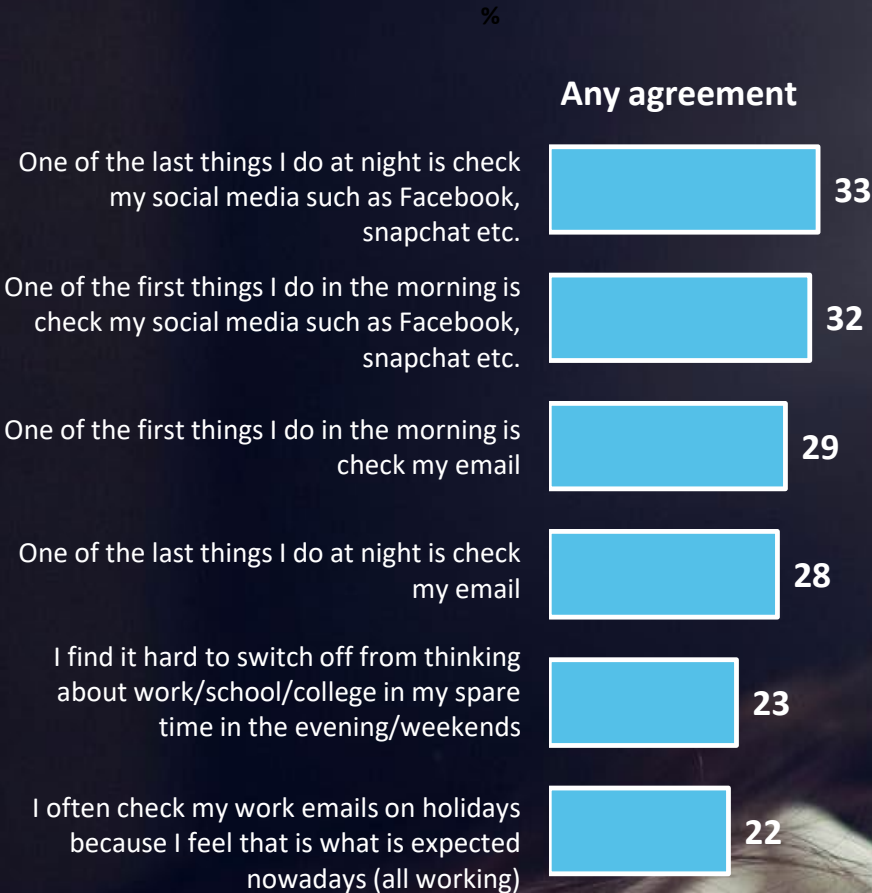 %
Any agreement
One of the last things I do at night is check
my social media such as Facebook,
snapchat etc.
33
One of the first things I do in the morning is
check my social media such as Facebook,
snapchat etc.
32
One of the first things I do in the morning is
check my email
29
One of the last things I do at night is check
my email
28
I find it hard to switch off from thinking
about work/school/college in my spare
time in the evening/weekends
23
I often check my work emails on holidays
because I feel that is what is expected
nowadays (all working)
22